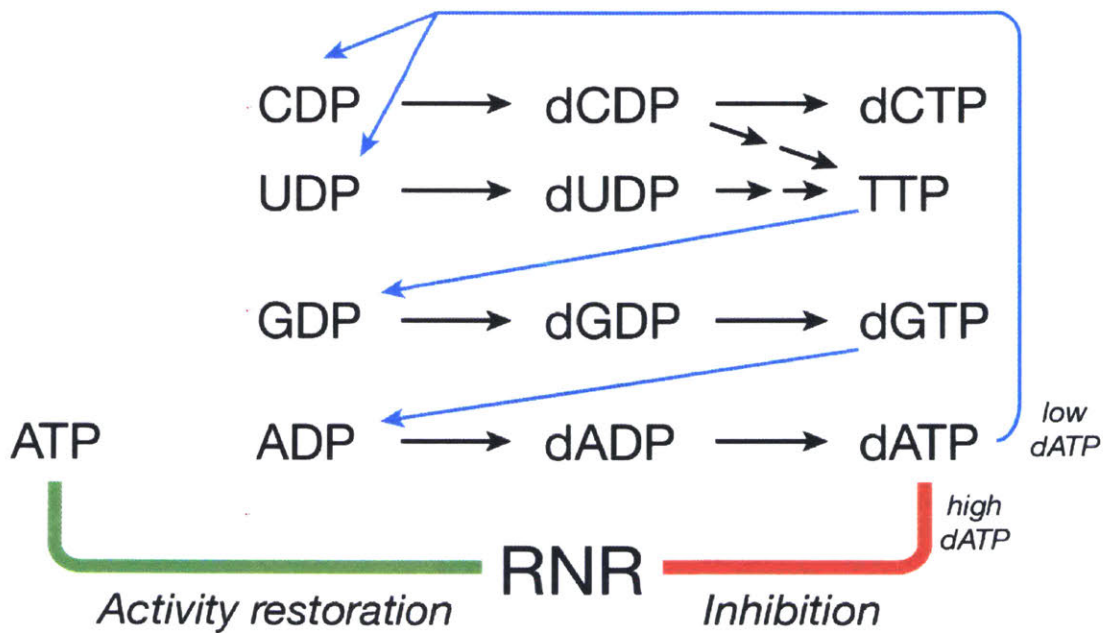 CDP dCDP dCTP
UDP dUDP TTP
GDP dGDP dGTP
ATP ADP dADP dATP
low
dATP
high
dATP
RNR
Activity restoration Inhibition